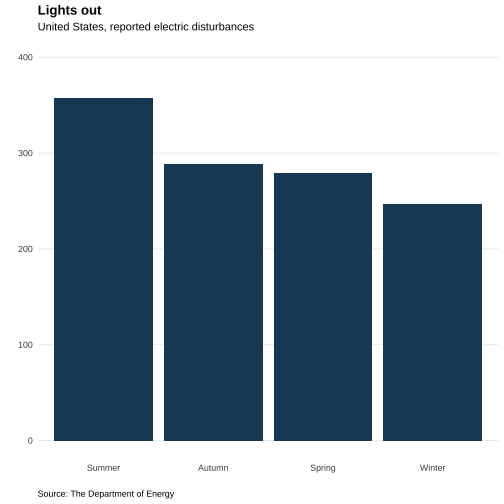 Lights out
United States, reported electric disturbances
400
300
200
100
0
Summer Autumn Spring Winter
Source: The Department of Energy